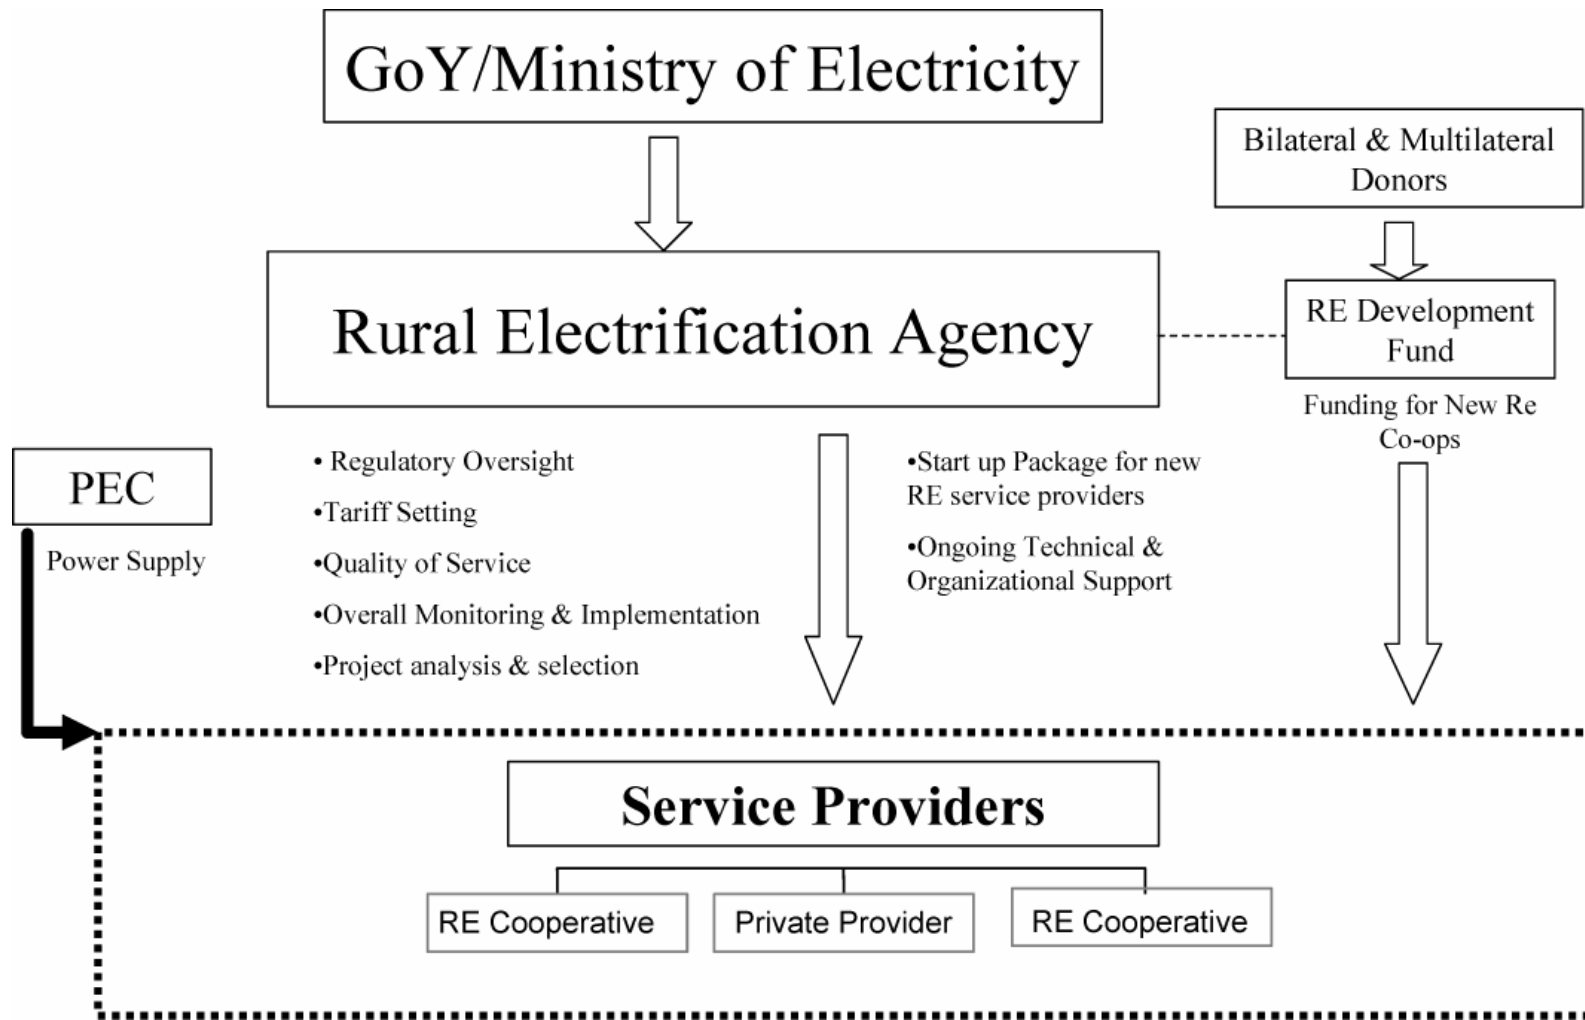 GoY/Ministry of Electricity
Bilateral & Multilateral
Donors
Rural Electrification Agency
RE Development
Fund
Funding for New Re
Co-ops
PEC
Power Supply
• Regulatory Oversight
•Tariff Setting
•Quality of Service
•Overall Monitoring & Implementation
•Project analysis & selection
•Start up Package for new
RE service providers
•Ongoing Technical &
Organizational Support
Service Providers
RE Cooperative
Private Provider
RE Cooperative